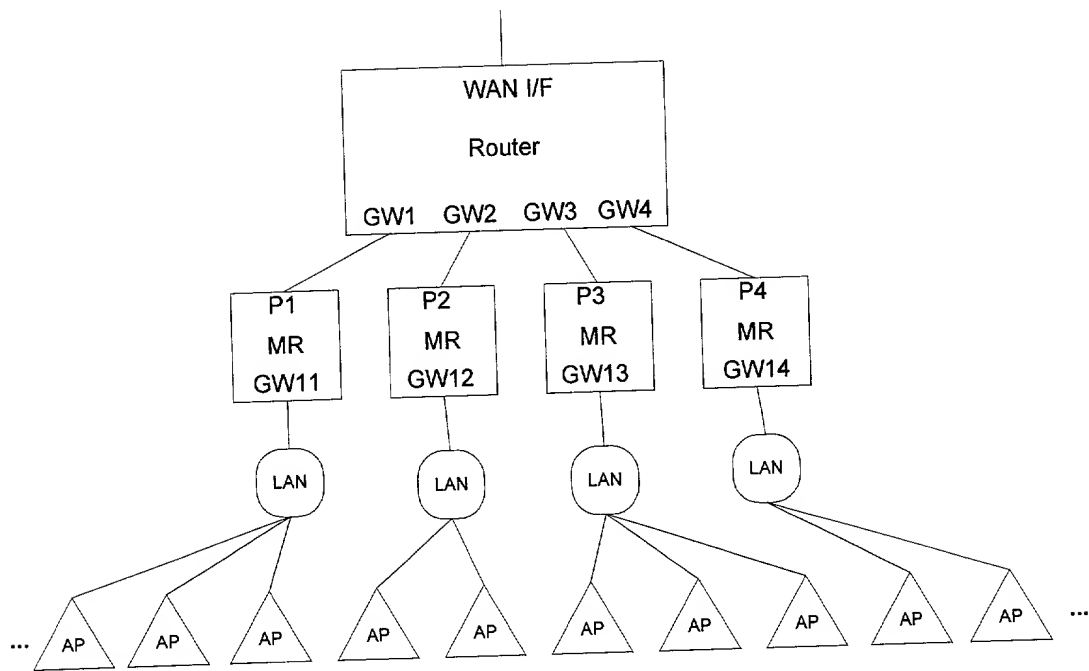 WAN I/F
Router
GW1 GW2 GW3 GW4
P1 P2 P3 P4
MR MR MR MR
GW11 GW12 GW13 GW14
LAN LAN LAN LAN
... AP AP AP AP AP AP AP AP AP AP ...